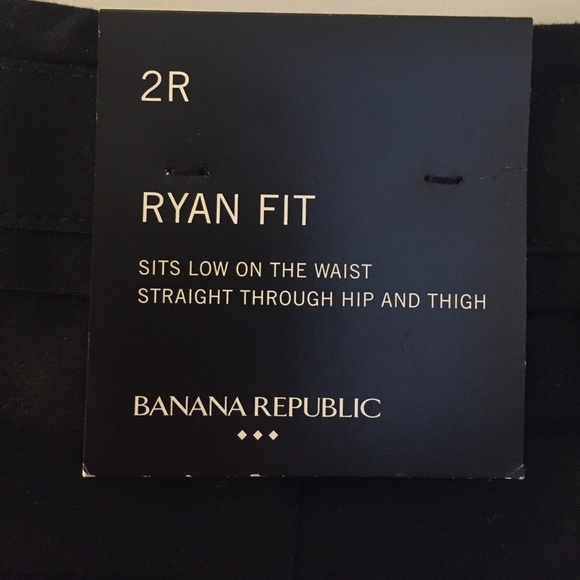 2R
RYAN FIT
SITS LOW ON THE WAIST
STRAIGHT THROUGH HIP AND THIGH
BANANA REPUBLIC